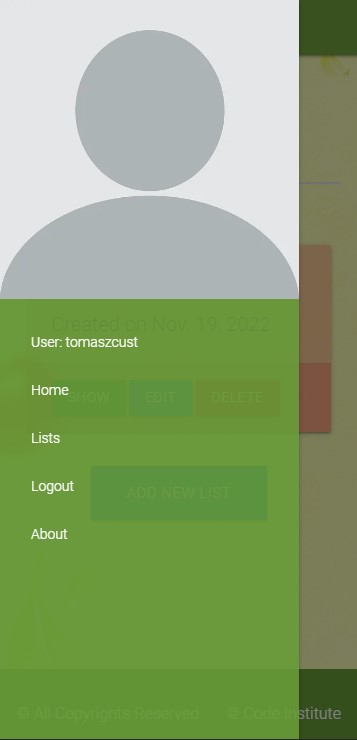 Created on Nov. 19, 2022
User: tomaszcust
Home
SHOW EDIT DELETE
Lists
Logout
ADD NEW LIST
About
© All Copyrights Reserved © Code Institute